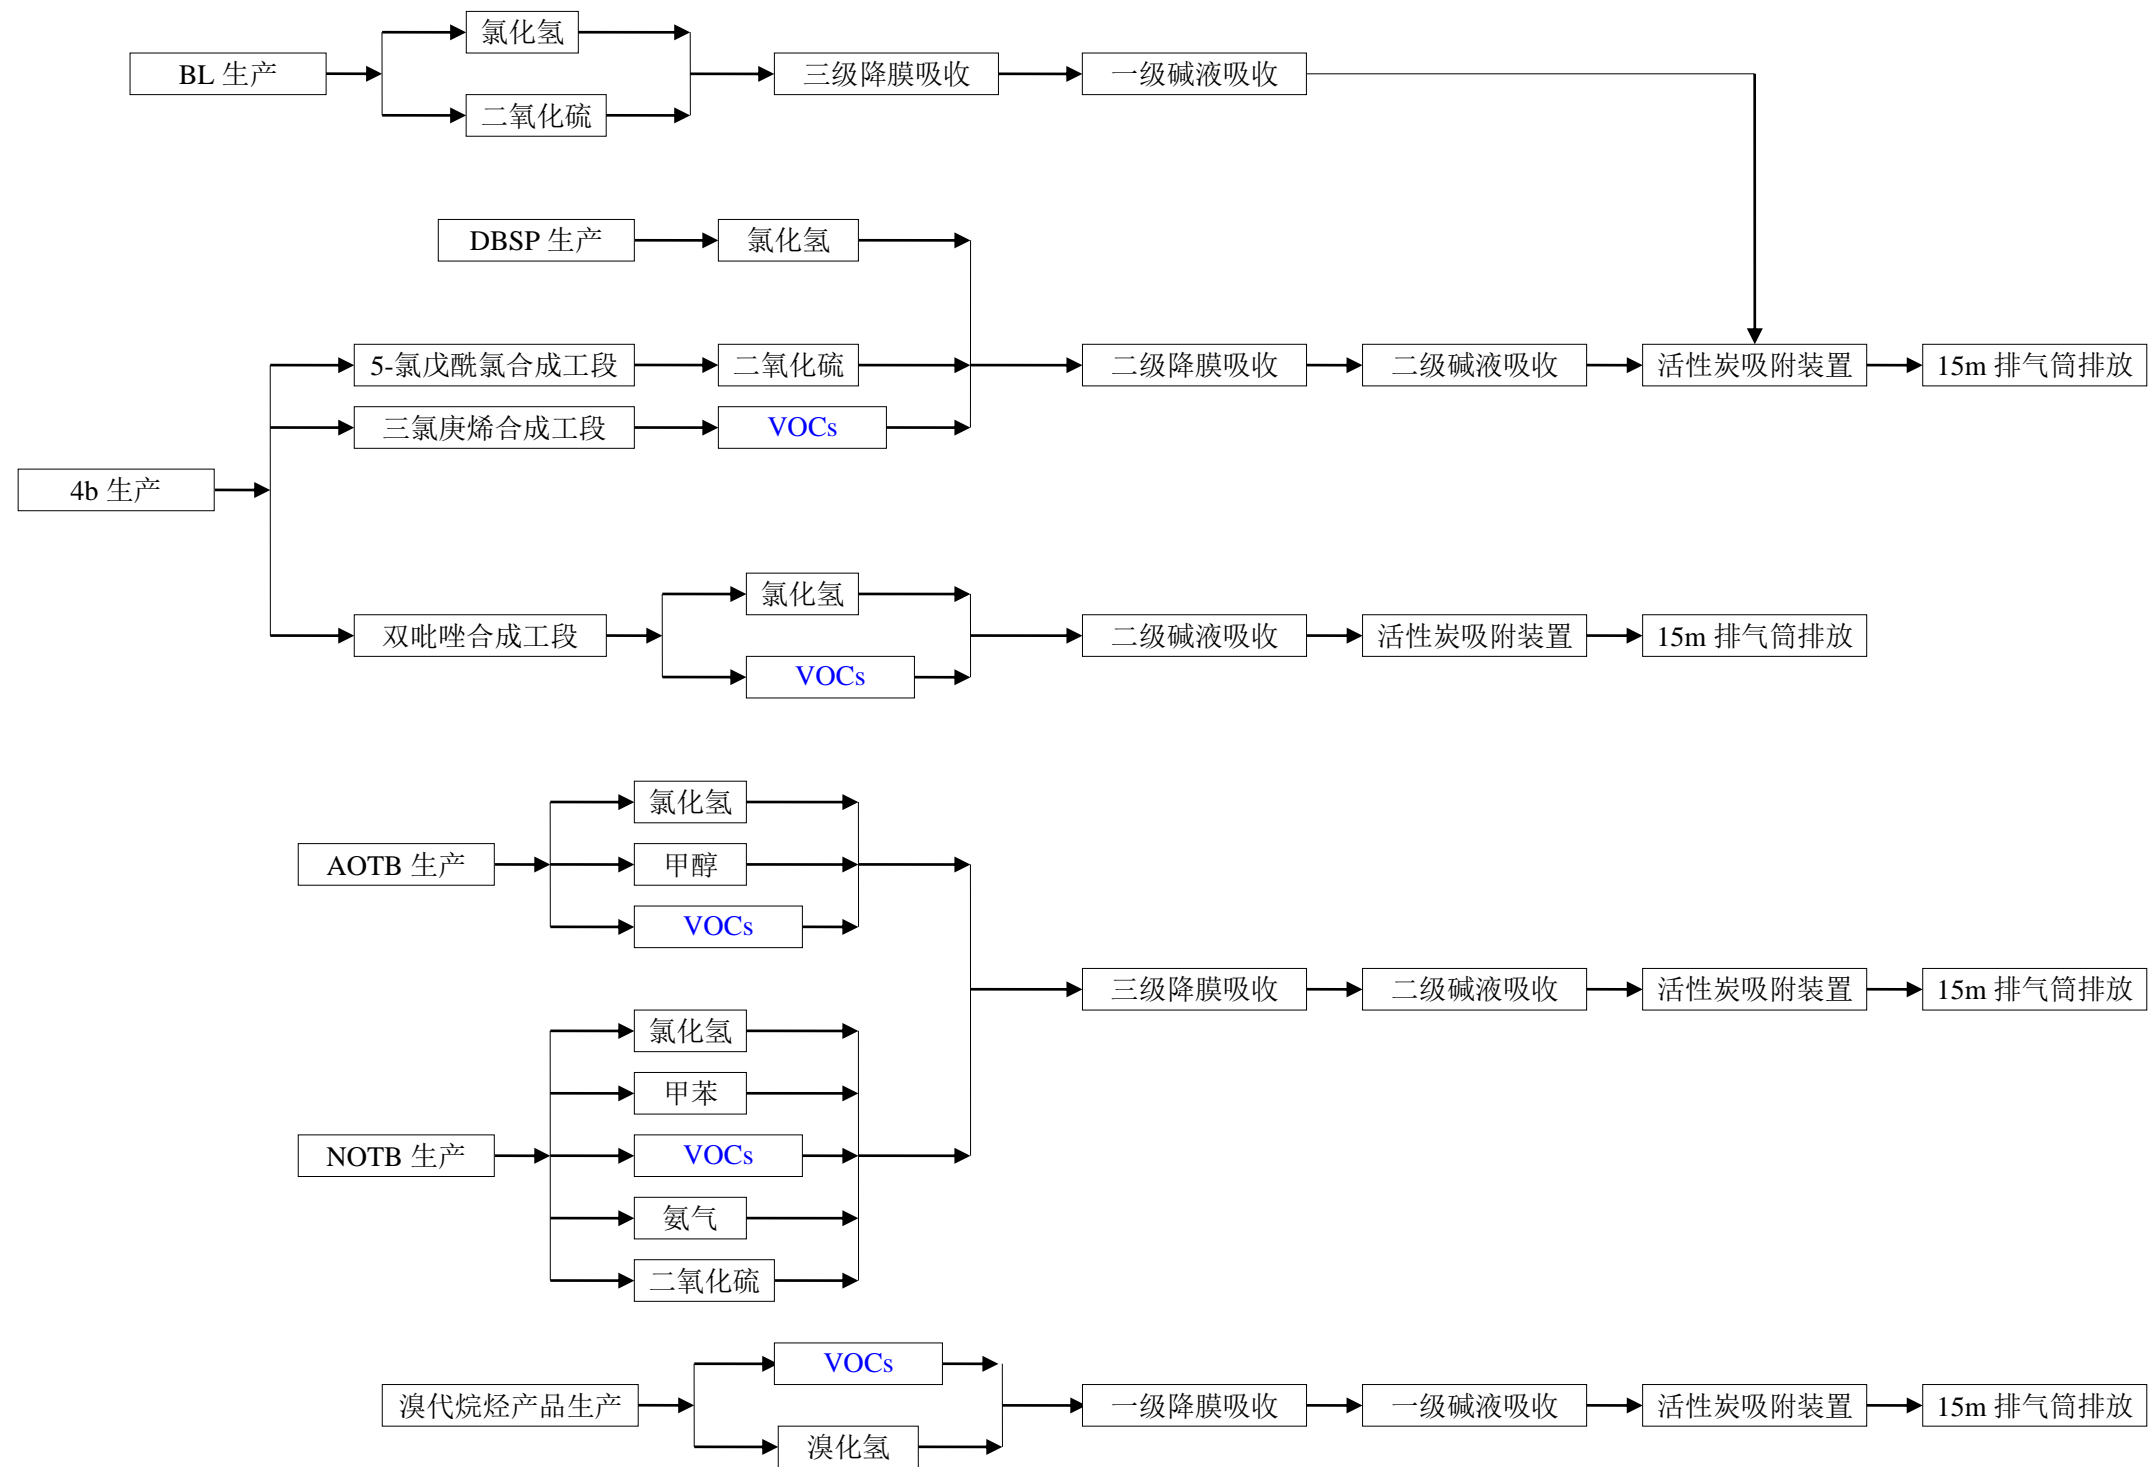 氯化氢
BL 生产
三级降膜吸收
一级碱液吸收
二氧化硫
DBSP 生产
氯化氢
5-氯戊酰氯合成工段
二氧化硫
二级降膜吸收
二级碱液吸收
活性炭吸附装置
15m 排气筒排放
三氯庚烯合成工段
VOCs
4b 生产
氯化氢
双吡唑合成工段
二级碱液吸收
活性炭吸附装置
15m 排气筒排放
VOCs
氯化氢
AOTB 生产
甲醇
VOCs
三级降膜吸收
二级碱液吸收
活性炭吸附装置
15m 排气筒排放
氯化氢
甲苯
NOTB 生产
VOCs
氨气
二氧化硫
VOCs
溴代烷烃产品生产
一级降膜吸收
一级碱液吸收
活性炭吸附装置
15m 排气筒排放
溴化氢